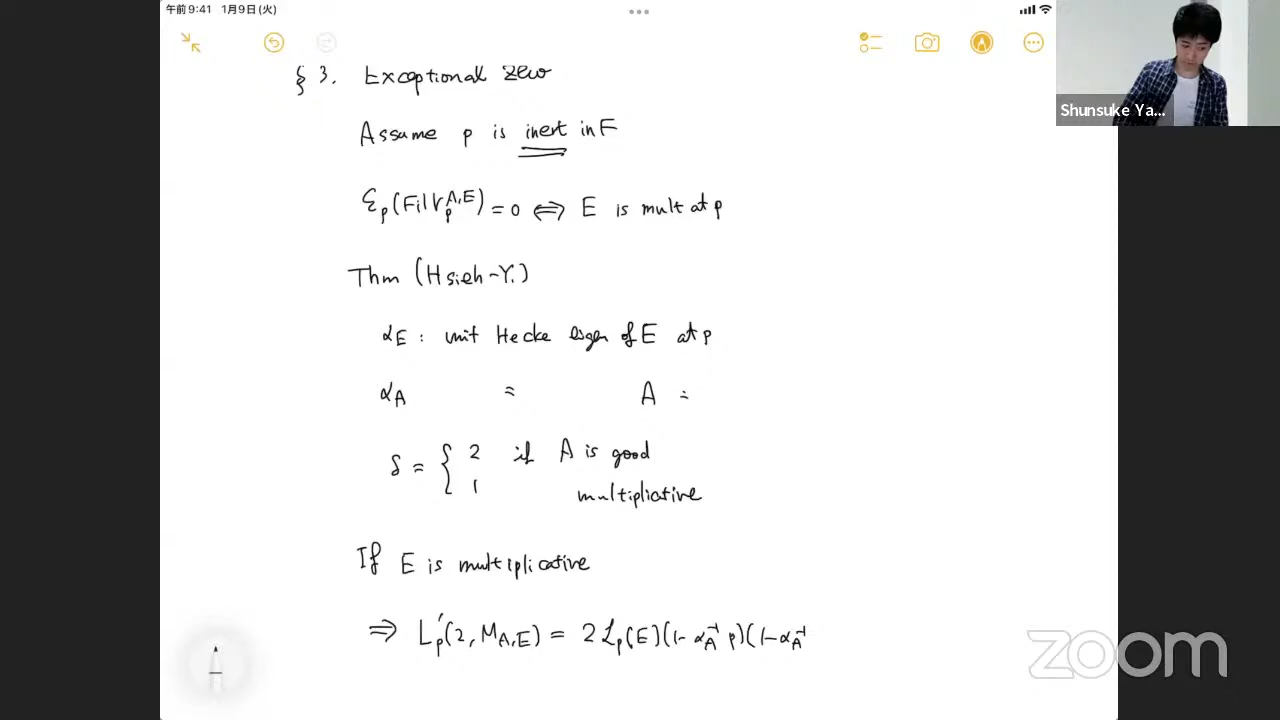 午前9:41 1月9日(火)
§ 3. Exceptional Zero
Assume p is inert in F
Shunsuke Ya...
ℰ_p(Fil V_p^{A,E}) = 0 ⇔ E is mult at p
Thm (Hsieh-Y.)
α_E : unit Hecke eigen of E at p
α_A = A =
δ = { 2 if A is good
1 multiplicative
If E is multiplicative
⇒ L_p'(2, M_{A,E}) = 2 ℒ_p(E)(1-α_A^{-1} p)(1-α_A^{-1}
zoom